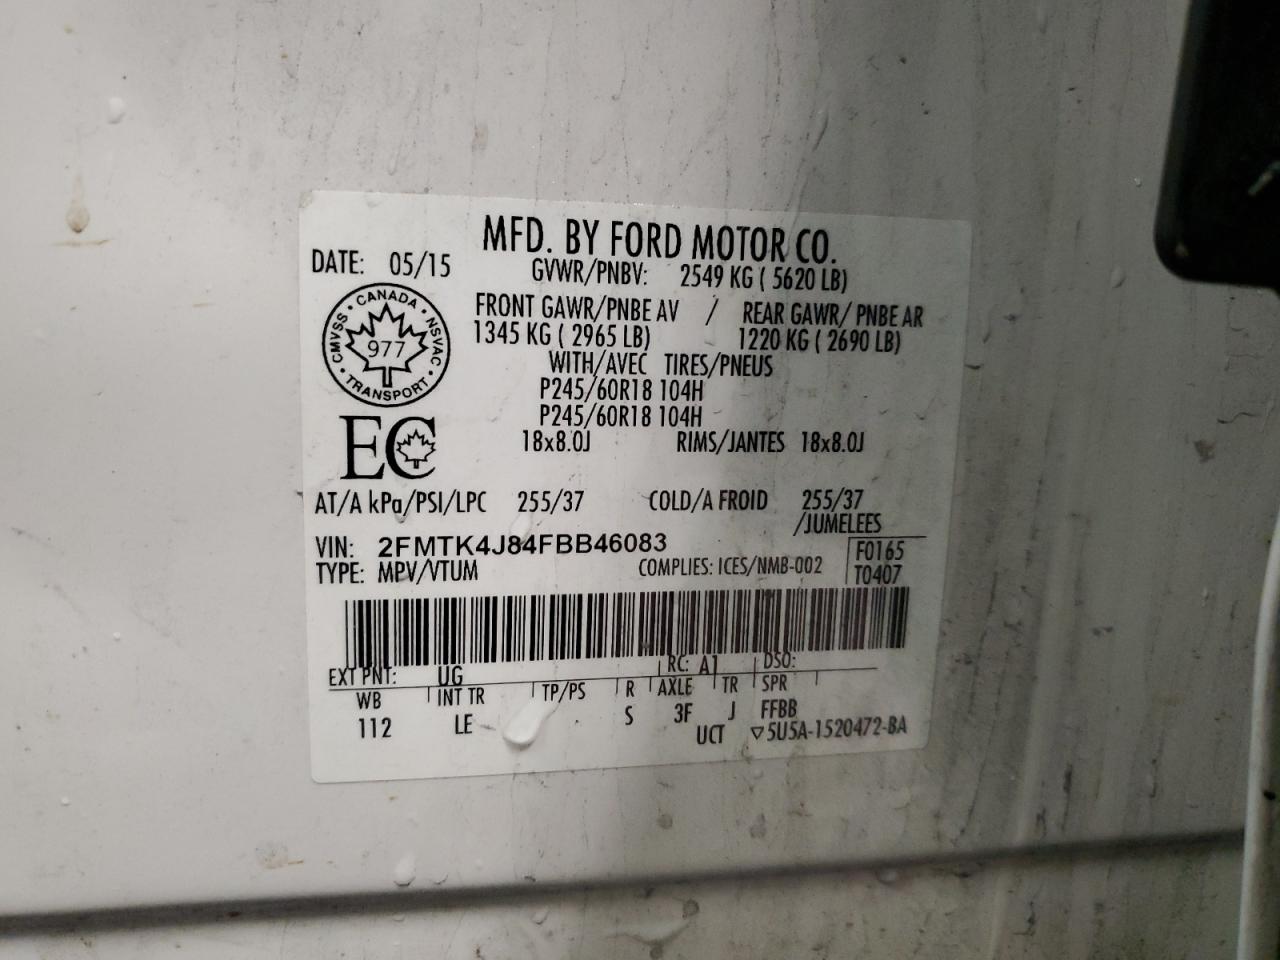 MFD. BY FORD MOTOR CO.
DATE: 05/15
GVWR/PNBV: 2549 KG ( 5620 LB)
FRONT GAWR/PNBE AV / REAR GAWR/ PNBE AR
1345 KG ( 2965 LB) 1220 KG ( 2690 LB)
WITH/AVEC TIRES/PNEUS
P245/60R18 104H
P245/60R18 104H
18x8.0J RIMS/JANTES 18x8.0J
CANADA · NSVAC · TRANSPORT · CMVSS ·
977
EC
AT/A kPa/PSI/LPC 255/37 COLD/A FROID 255/37
/JUMELEES
VIN: 2FMTK4J84FBB46083 F0165
TYPE: MPV/VTUM COMPLIES: ICES/NMB-002 T0407
EXT PNT: UG RC: A1 DSO:
WB INT TR TP/PS R AXLE TR SPR
112 LE S 3F J FFBB
UCT ▽5U5A-1520472-BA